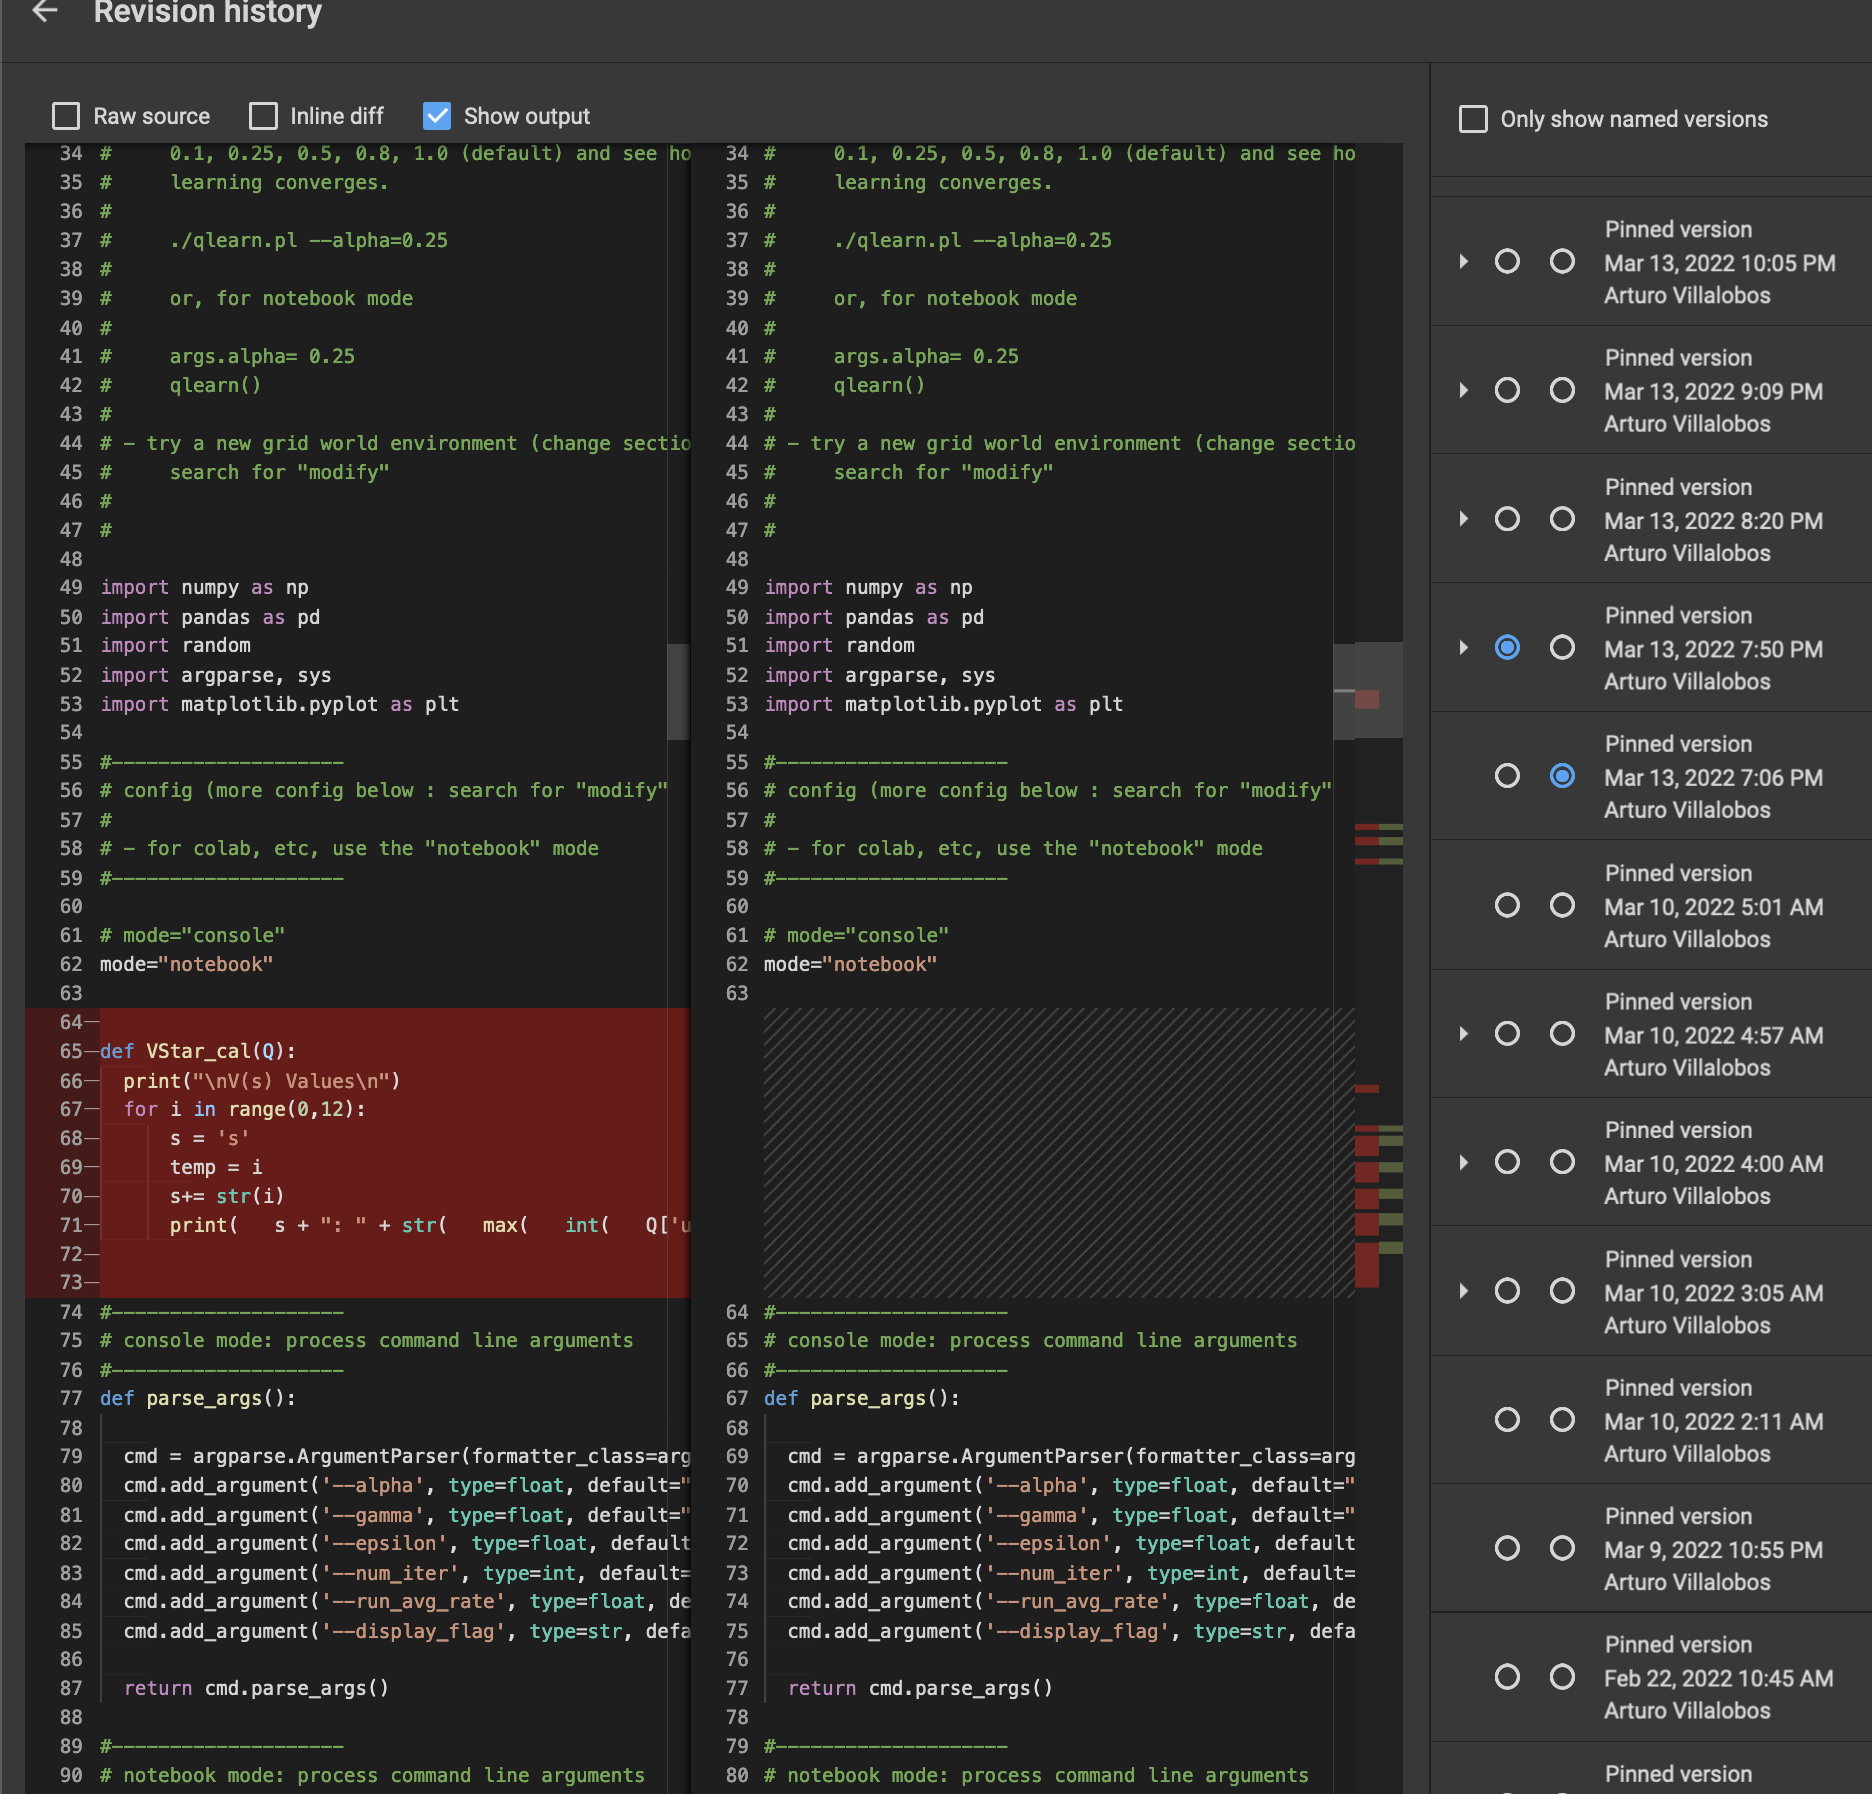 Revision history
Raw source
Inline diff
Show output
34 # 0.1, 0.25, 0.5, 0.8, 1.0 (default) and see ho
35 # learning converges.
36 #
37 # ./qlearn.pl --alpha=0.25
38 #
39 # or, for notebook mode
40 #
41 # args.alpha= 0.25
42 # qlearn()
43 #
44 # - try a new grid world environment (change sectio
45 # search for "modify"
46 #
47 #
48
49 import numpy as np
50 import pandas as pd
51 import random
52 import argparse, sys
53 import matplotlib.pyplot as plt
54
55 #--------------------
56 # config (more config below : search for "modify"
57 #
58 # - for colab, etc, use the "notebook" mode
59 #--------------------
60
61 # mode="console"
62 mode="notebook"
63
64-
65-def VStar_cal(Q):
66- print("\nV(s) Values\n")
67- for i in range(0,12):
68- s = 's'
69- temp = i
70- s+= str(i)
71- print( s + ": " + str( max( int( Q['u
72-
73-
74 #--------------------
75 # console mode: process command line arguments
76 #--------------------
77 def parse_args():
78
79 cmd = argparse.ArgumentParser(formatter_class=arg
80 cmd.add_argument('--alpha', type=float, default="
81 cmd.add_argument('--gamma', type=float, default="
82 cmd.add_argument('--epsilon', type=float, default
83 cmd.add_argument('--num_iter', type=int, default=
84 cmd.add_argument('--run_avg_rate', type=float, de
85 cmd.add_argument('--display_flag', type=str, defa
86
87 return cmd.parse_args()
88
89 #--------------------
90 # notebook mode: process command line arguments
34 # 0.1, 0.25, 0.5, 0.8, 1.0 (default) and see ho
35 # learning converges.
36 #
37 # ./qlearn.pl --alpha=0.25
38 #
39 # or, for notebook mode
40 #
41 # args.alpha= 0.25
42 # qlearn()
43 #
44 # - try a new grid world environment (change sectio
45 # search for "modify"
46 #
47 #
48
49 import numpy as np
50 import pandas as pd
51 import random
52 import argparse, sys
53 import matplotlib.pyplot as plt
54
55 #--------------------
56 # config (more config below : search for "modify"
57 #
58 # - for colab, etc, use the "notebook" mode
59 #--------------------
60
61 # mode="console"
62 mode="notebook"
63
64 #--------------------
65 # console mode: process command line arguments
66 #--------------------
67 def parse_args():
68
69 cmd = argparse.ArgumentParser(formatter_class=arg
70 cmd.add_argument('--alpha', type=float, default="
71 cmd.add_argument('--gamma', type=float, default="
72 cmd.add_argument('--epsilon', type=float, default
73 cmd.add_argument('--num_iter', type=int, default=
74 cmd.add_argument('--run_avg_rate', type=float, de
75 cmd.add_argument('--display_flag', type=str, defa
76
77 return cmd.parse_args()
78
79 #--------------------
80 # notebook mode: process command line arguments
Only show named versions
Pinned version
Mar 13, 2022 10:05 PM
Arturo Villalobos
Pinned version
Mar 13, 2022 9:09 PM
Arturo Villalobos
Pinned version
Mar 13, 2022 8:20 PM
Arturo Villalobos
Pinned version
Mar 13, 2022 7:50 PM
Arturo Villalobos
Pinned version
Mar 13, 2022 7:06 PM
Arturo Villalobos
Pinned version
Mar 10, 2022 5:01 AM
Arturo Villalobos
Pinned version
Mar 10, 2022 4:57 AM
Arturo Villalobos
Pinned version
Mar 10, 2022 4:00 AM
Arturo Villalobos
Pinned version
Mar 10, 2022 3:05 AM
Arturo Villalobos
Pinned version
Mar 10, 2022 2:11 AM
Arturo Villalobos
Pinned version
Mar 9, 2022 10:55 PM
Arturo Villalobos
Pinned version
Feb 22, 2022 10:45 AM
Arturo Villalobos
Pinned version